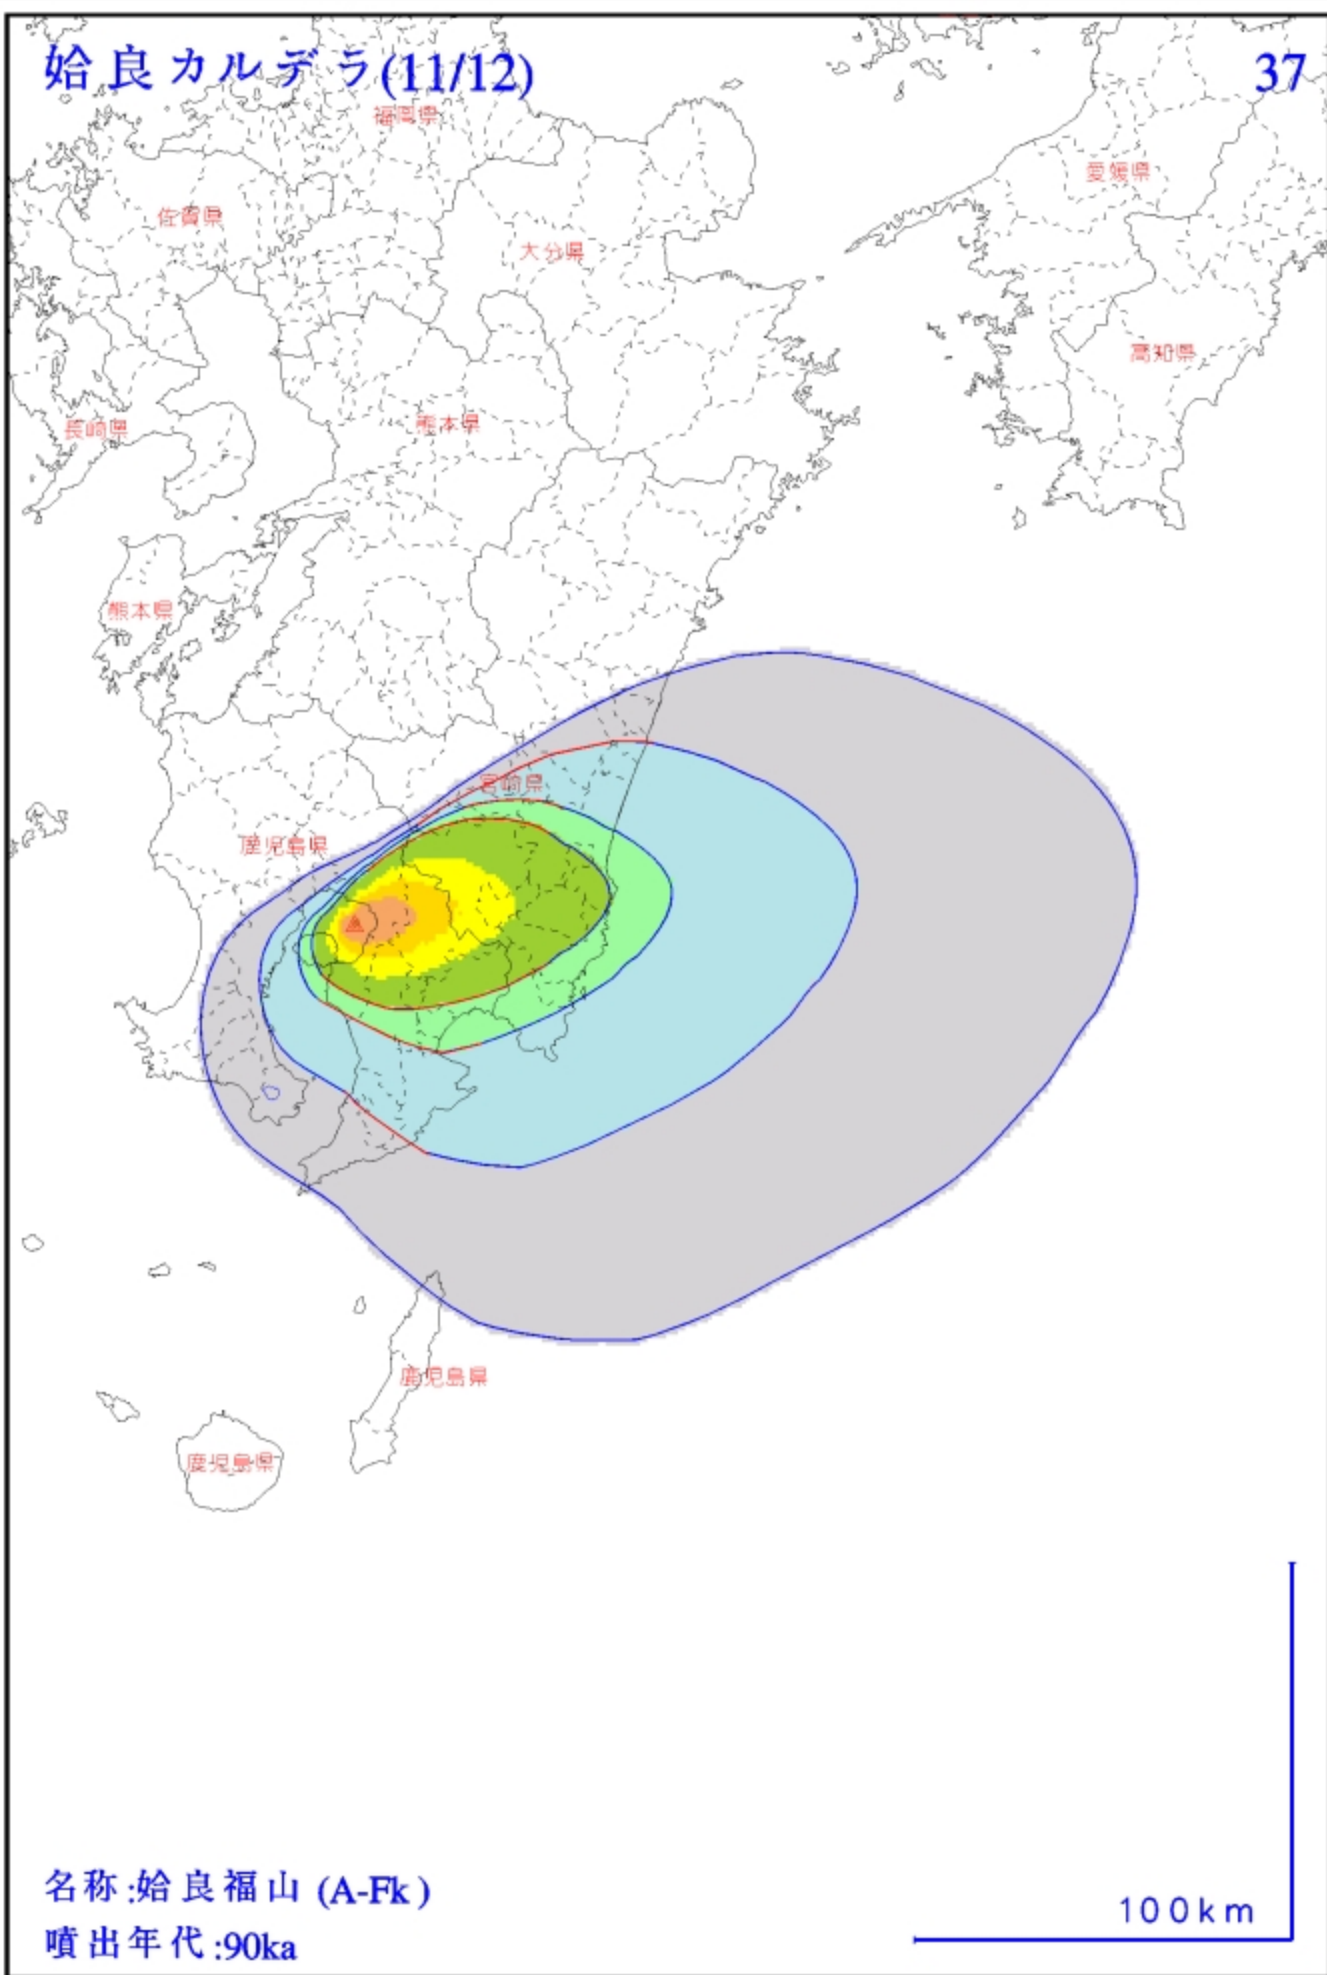 姶良カルデラ(11/12)
37
福岡県
愛媛県
佐賀県
大分県
高知県
長崎県
熊本県
熊本県
宮崎県
鹿児島県
鹿児島県
鹿児島県
名称:姶良福山 (A-Fk)
100km
噴出年代:90ka